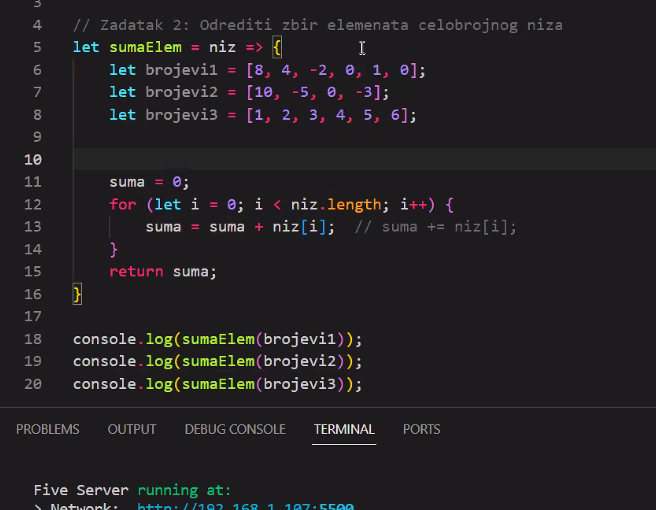 3
4 // Zadatak 2: Odrediti zbir elemenata celobrojnog niza
5 let sumaElem = niz => {
6 let brojevi1 = [8, 4, -2, 0, 1, 0];
7 let brojevi2 = [10, -5, 0, -3];
8 let brojevi3 = [1, 2, 3, 4, 5, 6];
9
10
11 suma = 0;
12 for (let i = 0; i < niz.length; i++) {
13 suma = suma + niz[i]; // suma += niz[i];
14 }
15 return suma;
16 }
17
18 console.log(sumaElem(brojevi1));
19 console.log(sumaElem(brojevi2));
20 console.log(sumaElem(brojevi3));
PROBLEMS OUTPUT DEBUG CONSOLE TERMINAL PORTS
Five Server running at:
> Network: http://192.168.1.107:5500